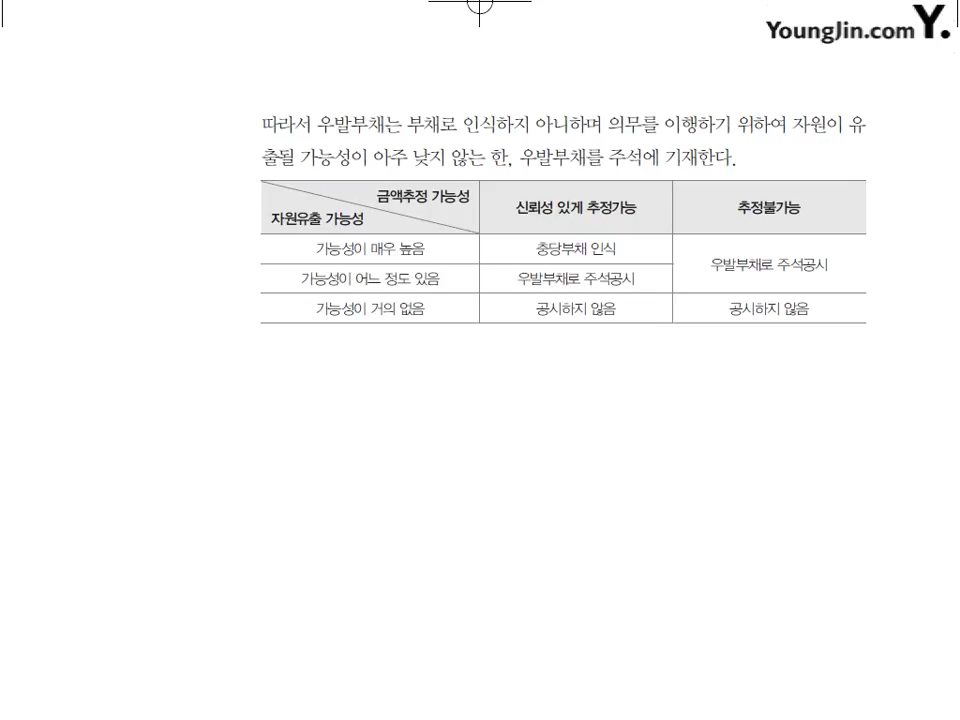 YoungJin.com Y.
따라서 우발부채는 부채로 인식하지 아니하며 의무를 이행하기 위하여 자원이 유
출될 가능성이 아주 낮지 않는 한, 우발부채를 주석에 기재한다.
금액추정 가능성
자원유출 가능성
신뢰성 있게 추정가능
추정불가능
가능성이 매우 높음
충당부채 인식
우발부채로 주석공시
가능성이 어느 정도 있음
우발부채로 주석공시
가능성이 거의 없음
공시하지 않음
공시하지 않음